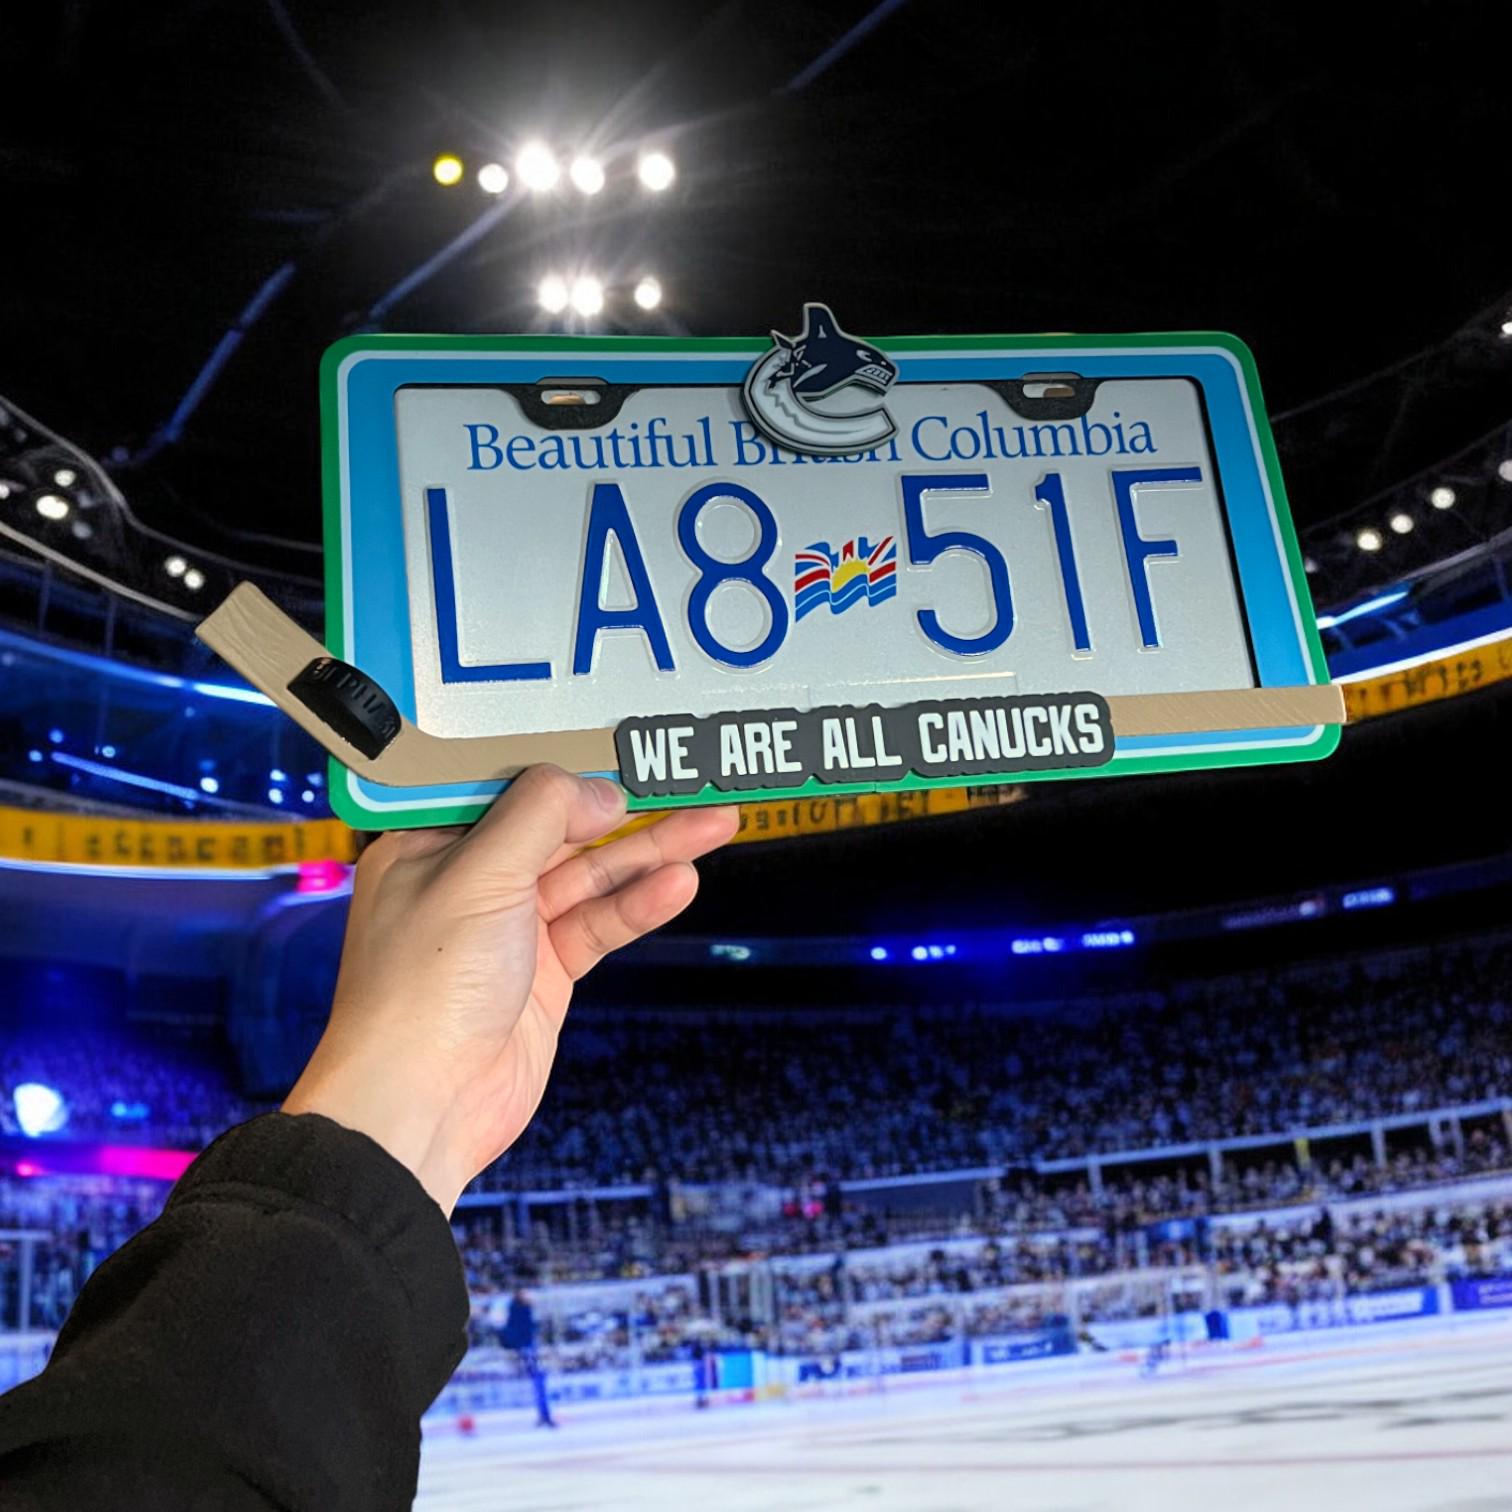 Beautiful British Columbia
LA8 51F
WE ARE ALL CANUCKS